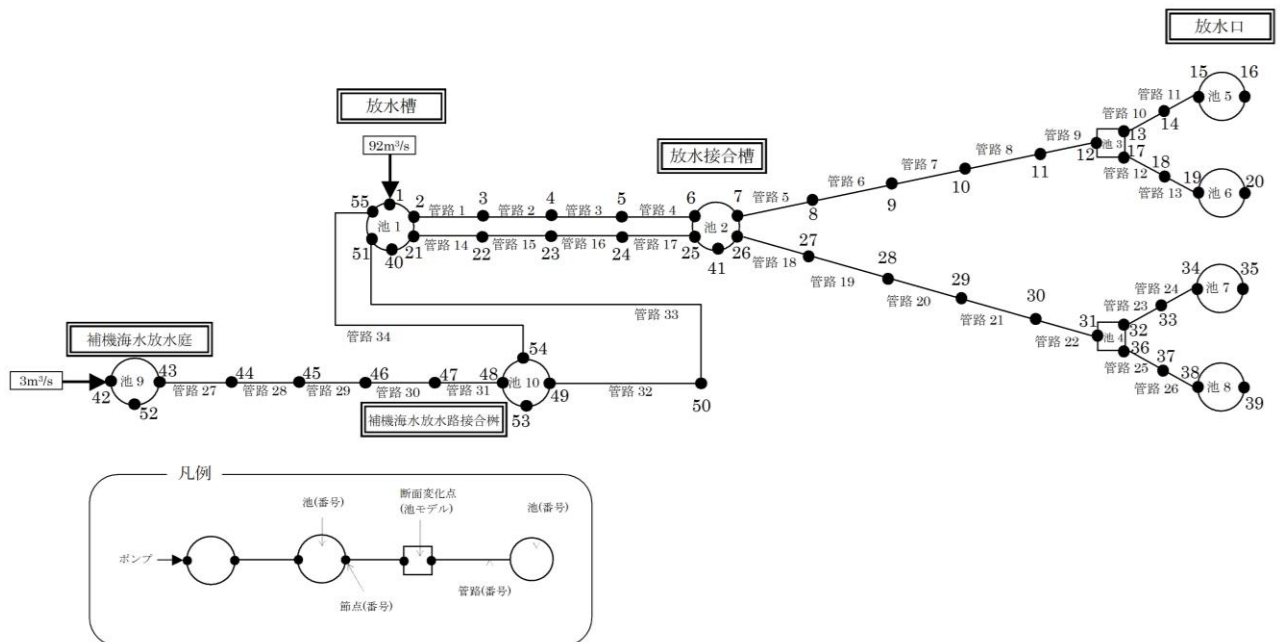 放水口
15
16
管路 11
池 5
管路 10
14
13
放水槽
管路 9
池 3
92m³/s
管路 8
12
17
18
放水接合槽
管路 7
11
管路 12
19
20
管路 6
10
管路 13
池 6
55
1
2
3
4
5
6
7
管路 5
9
管路 1
管路 2
管路 3
管路 4
8
池 1
池 2
51
40
21
管路 14
管路 15
管路 16
管路 17
25
26
27
22
23
24
41
管路 18
28
34
35
管路 19
29
管路 24
池 7
管路 20
30
管路 23
33
管路 21
31
32
管路 33
池 4
管路 34
管路 22
36
37
補機海水放水庭
54
管路 25
38
43
44
45
46
47
48
管路 26
池 8
3m³/s
池 9
池 10
39
42
管路 27
管路 28
管路 29
管路 30
管路 31
49
管路 32
50
52
53
補機海水放水路接合桝
凡例
池(番号)
断面変化点
(池モデル)
池(番号)
ポンプ
管路(番号)
節点(番号)